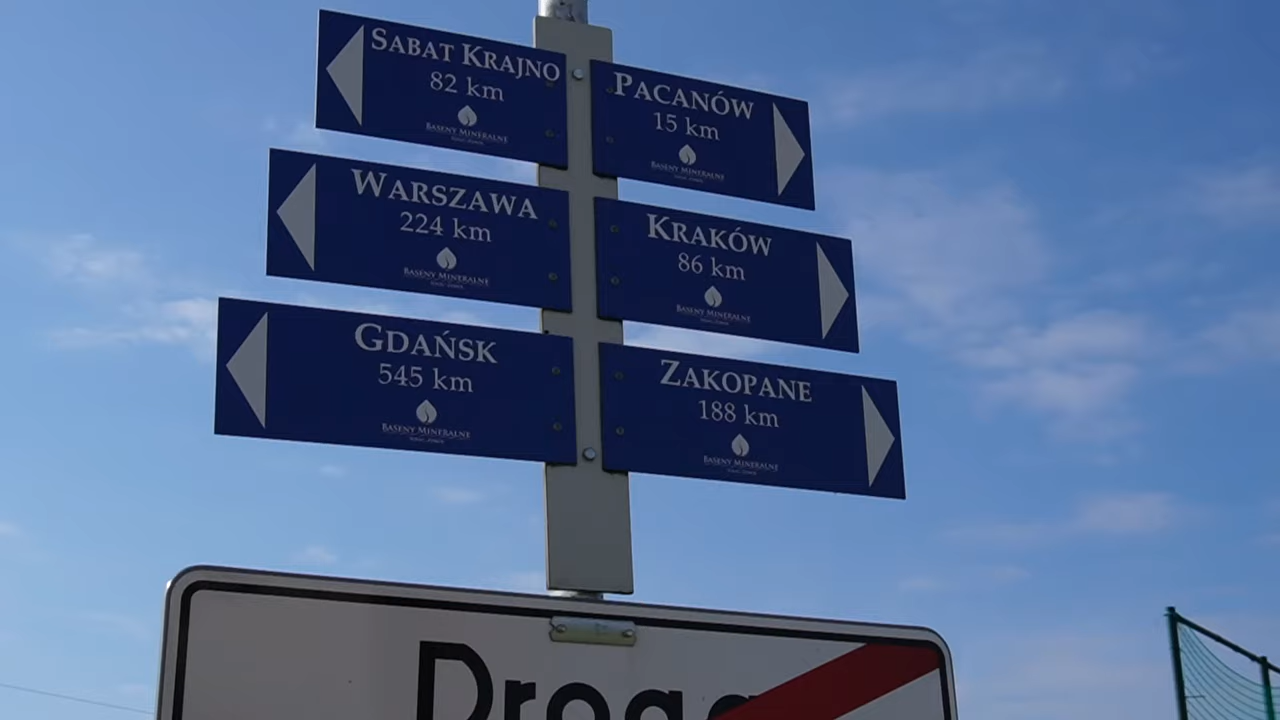 SABAT KRAJNO
82 km
BASENY MINERALNE
PACANÓW
15 km
BASENY MINERALNE
WARSZAWA
224 km
BASENY MINERALNE
KRAKÓW
86 km
BASENY MINERALNE
GDAŃSK
545 km
BASENY MINERALNE
ZAKOPANE
188 km
BASENY MINERALNE
Droga